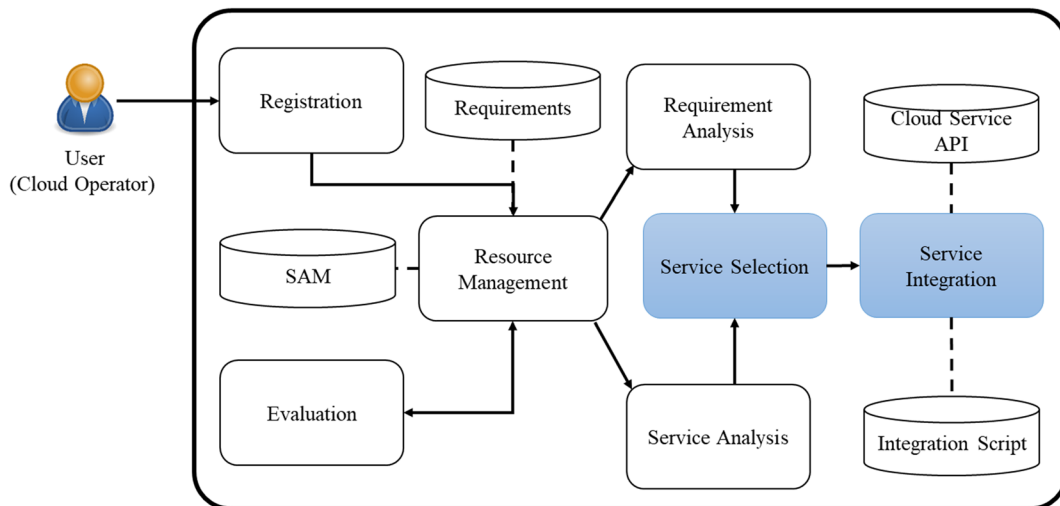 User
(Cloud Operator)
Registration
Requirements
Requirement
Analysis
Cloud Service
API
SAM
Resource
Management
Service Selection
Service
Integration
Evaluation
Service Analysis
Integration Script